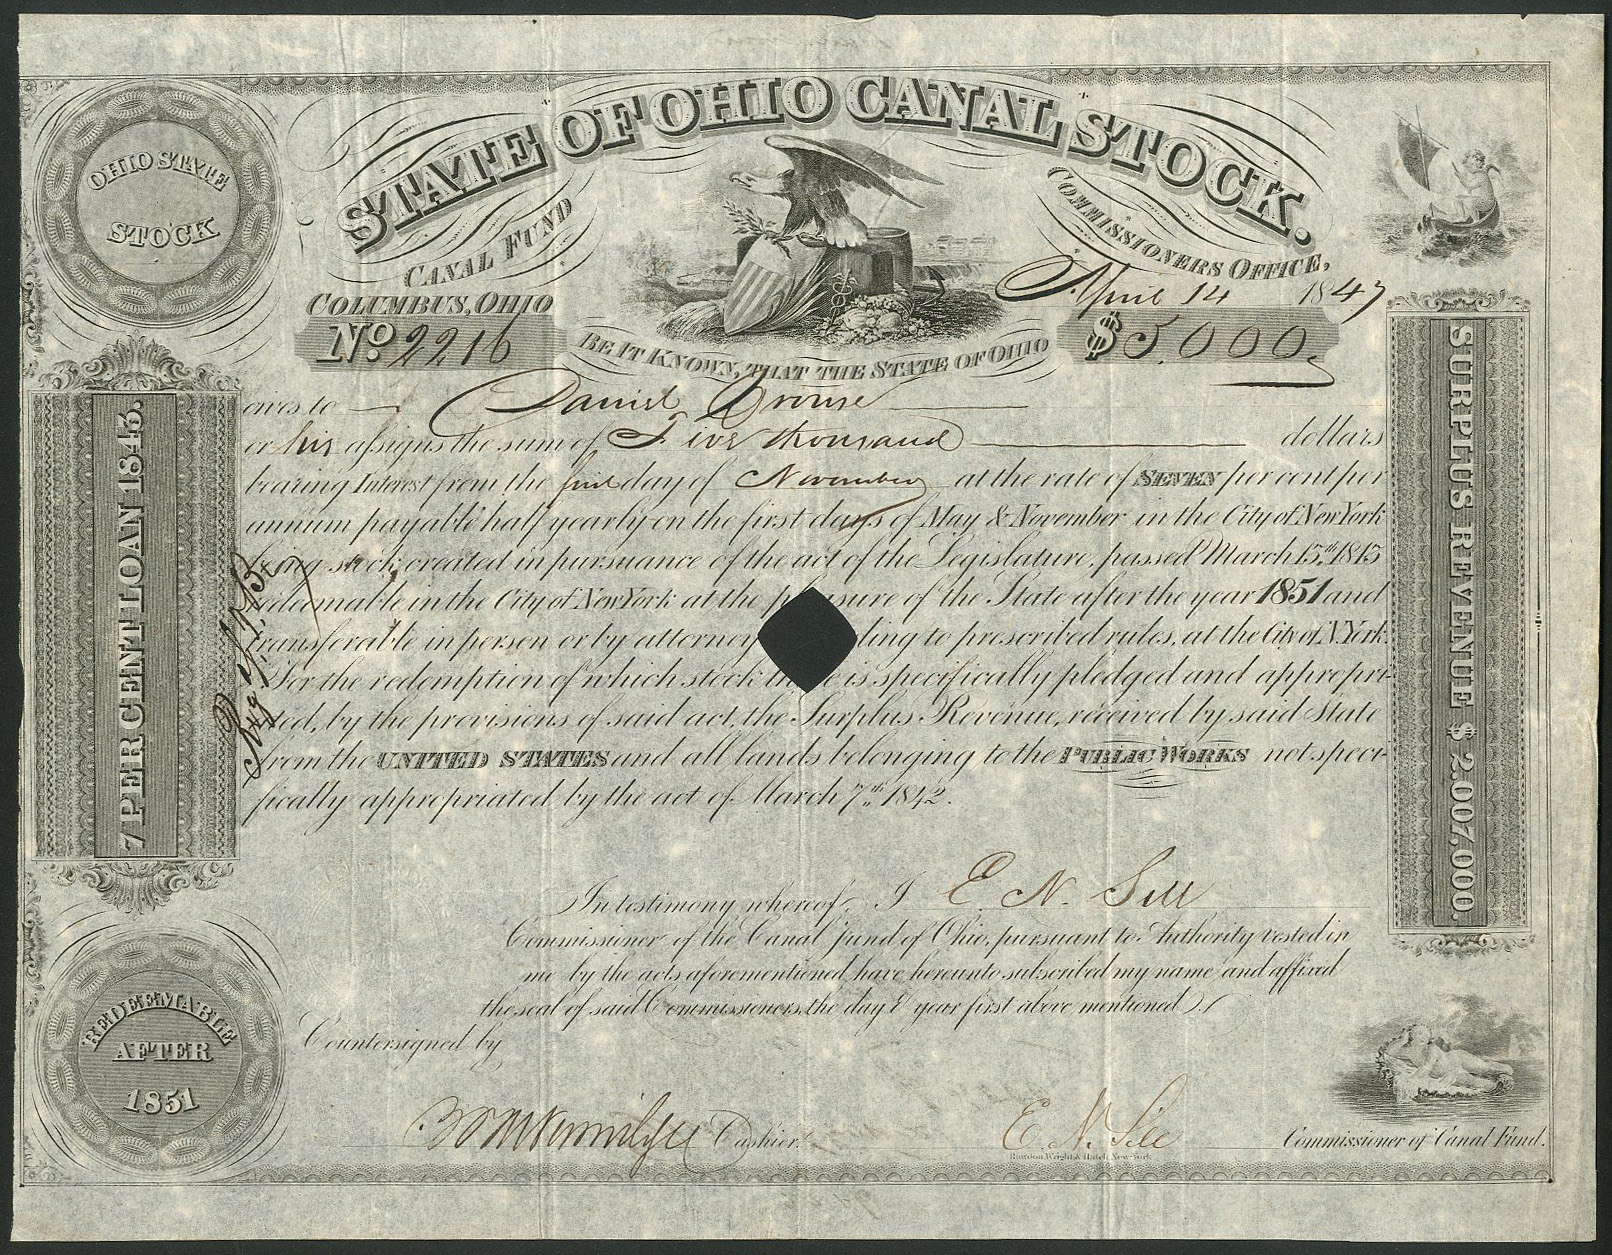 STATE OF OHIO CANAL STOCK.
OHIO STATE
STOCK
CANAL FUND
COMMISSIONERS OFFICE,
COLUMBUS, OHIO
April 14 1847
No. 2216
BE IT KNOWN, THAT THE STATE OF OHIO
$5.000
owes to Daniel
or his assigns the sum of Five thousand dollars
bearing Interest from the first day of November at the rate of SEVEN per cent per
annum payable half yearly on the first days of May & November in the City of New York
being stock created in pursuance of the act of the Legislature, passed March 13th. 1843
redeemable in the City of New York at the pleasure of the State after the year 1851 and
transferable in person or by attorney ding to prescribed rules, at the City of N.York.
For the redemption of which stock the e is specifically pledged and appropri-
ted, by the provisions of said act, the Surplus Revenue, received by said State
from the UNITED STATES and all lands belonging to the PUBLIC WORKS not speci-
fically appropriated by the act of March 7th. 1842.
7 PER CENT LOAN 1843.
SURPLUS REVENUE $ 2.007.000.
In testimony whereof, I E. N. Sill
Commissioner of the Canal fund of Ohio, pursuant to Authority vested in
me by the acts aforementioned, have hereunto subscribed my name and affixed
the seal of said Commissioners, the day & year first above mentioned
REDEEMABLE
AFTER
1851
Countersigned by
Cashier.
E. N. Sill
Commissioner of Canal Fund.
Rawdon Wright & Hatch, New-York